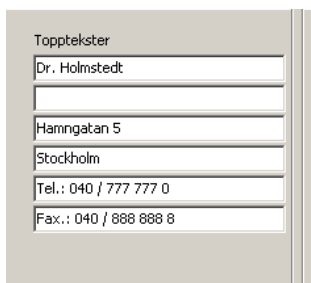 Topptekster
Dr. Holmstedt
Hamngatan 5
Stockholm
Tel.: 040 / 777 777 0
Fax.: 040 / 888 888 8